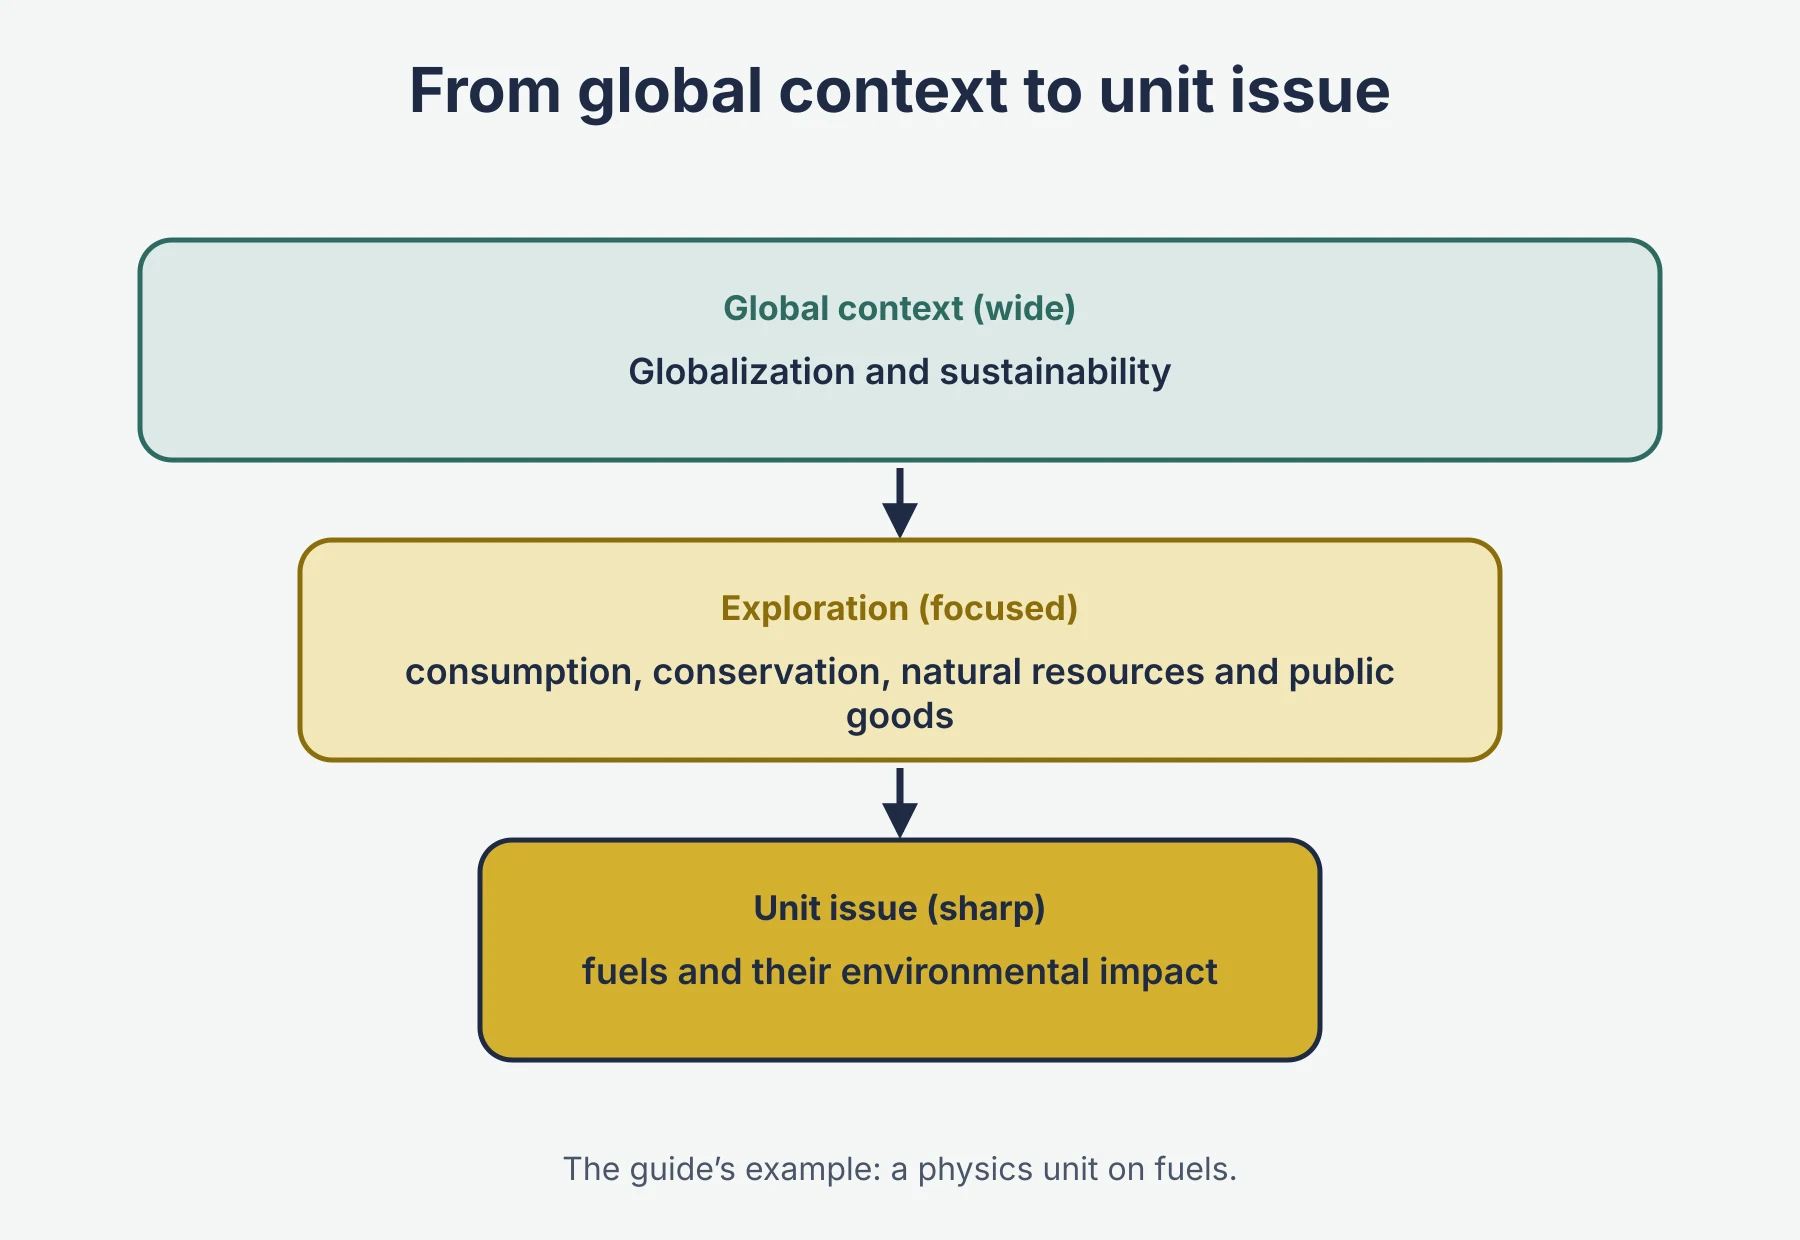 From global context to unit issue
Global context (wide)
Globalization and sustainability
Exploration (focused)
consumption, conservation, natural resources and public
goods
Unit issue (sharp)
fuels and their environmental impact
The guide’s example: a physics unit on fuels.